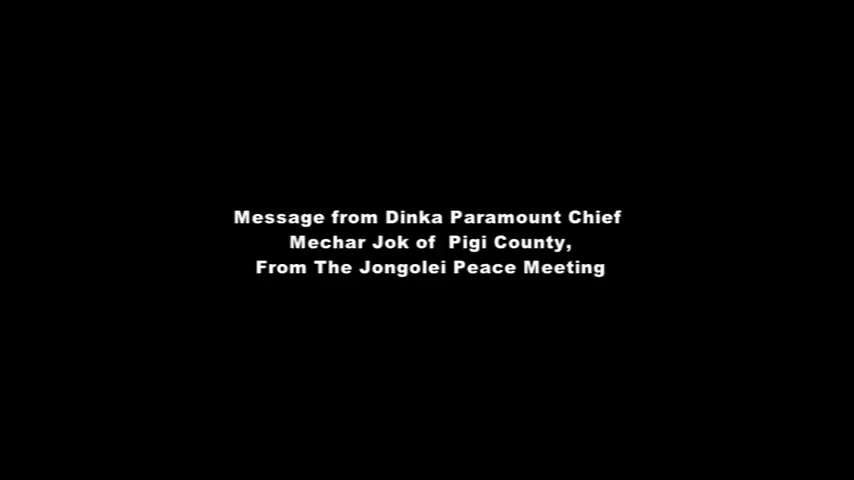 Message from Dinka Paramount Chief
Mechar Jok of  Pigi County,
From The Jongolei Peace Meeting